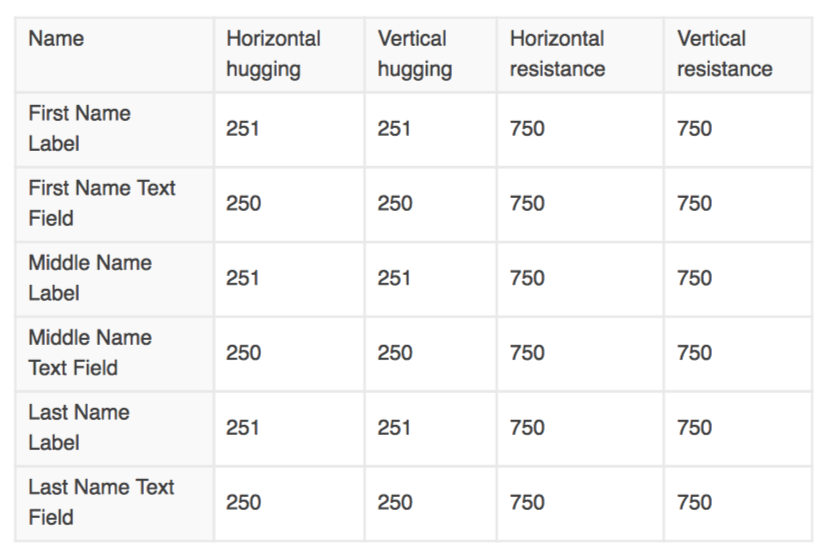 Name Horizontal hugging Vertical hugging Horizontal resistance Vertical resistance
First Name Label 251 251 750 750
First Name Text Field 250 250 750 750
Middle Name Label 251 251 750 750
Middle Name Text Field 250 250 750 750
Last Name Label 251 251 750 750
Last Name Text Field 250 250 750 750